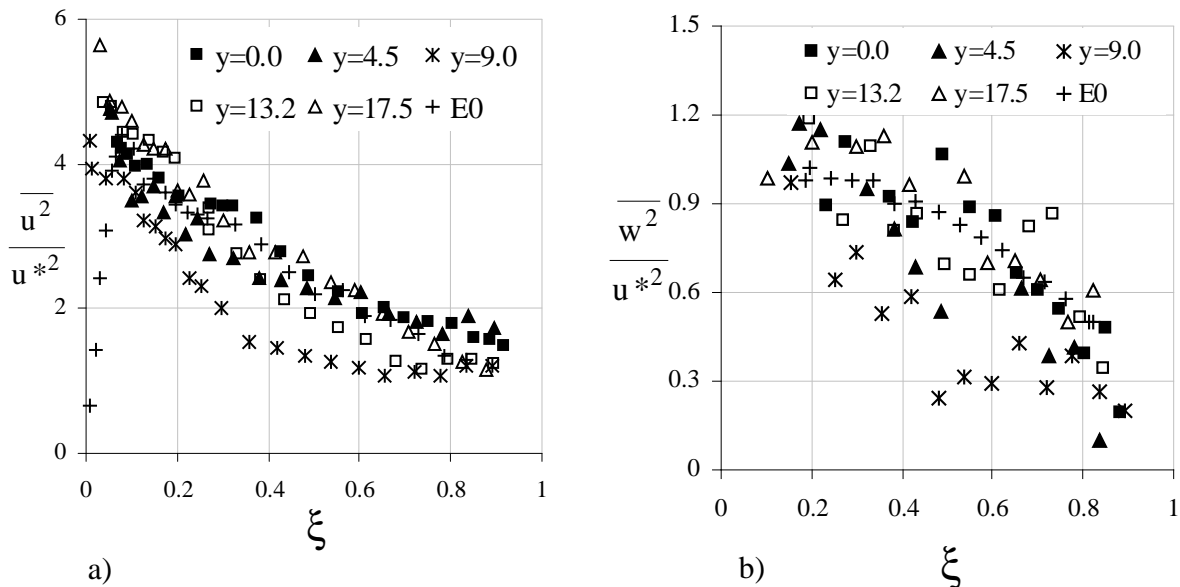 a)
6
4
2
0
0 0.2 0.4 0.6 0.8 1
ξ
u²
u*²
■ y=0.0 ▲ y=4.5 ж y=9.0
□ y=13.2 △ y=17.5 + E0
b)
1.5
1.2
0.9
0.6
0.3
0
0 0.2 0.4 0.6 0.8 1
ξ
w²
u*²
■ y=0.0 ▲ y=4.5 ж y=9.0
□ y=13.2 △ y=17.5 + E0